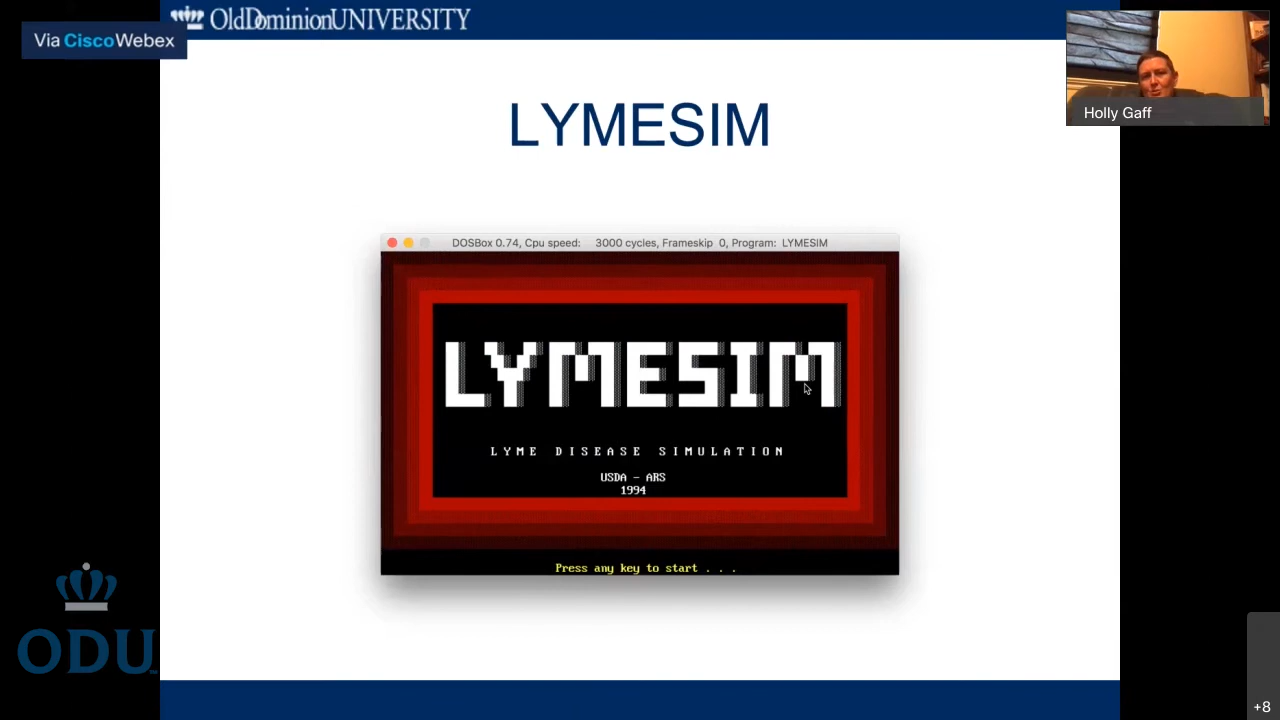 OldDominionUNIVERSITY
Via CiscoWebex
Holly Gaff
LYMESIM
DOSBox 0.74, Cpu speed: 3000 cycles, Frameskip 0, Program: LYMESIM
LYMESIM
LYME DISEASE SIMULATION
USDA - ARS
1994
Press any key to start . . .
ODU
+8